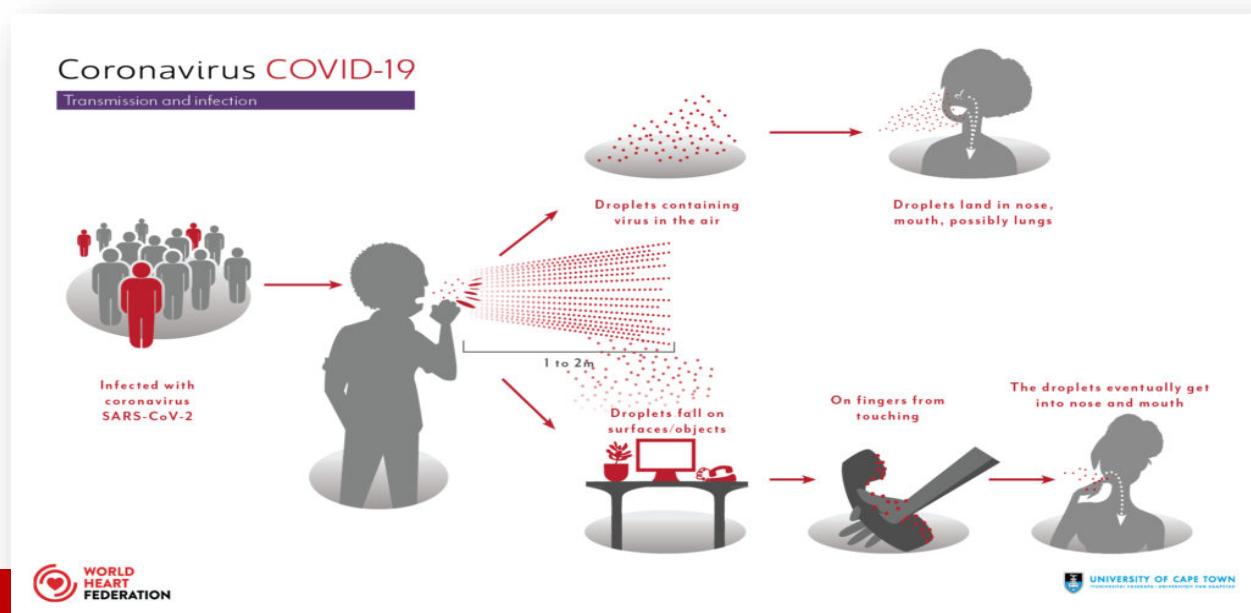 Coronavirus COVID-19
Transmission and infection
Droplets containing
virus in the air
Droplets land in nose,
mouth, possibly lungs
1 to 2m
Infected with
coronavirus
SARS-CoV-2
Droplets fall on
surfaces/objects
On fingers from
touching
The droplets eventually get
into nose and mouth
WORLD
HEART
FEDERATION
UNIVERSITY OF CAPE TOWN